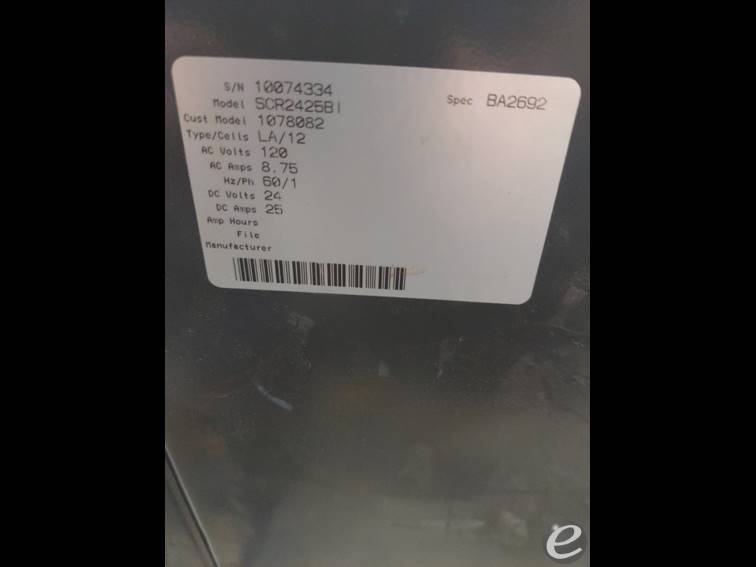 S/N 10074334
Model SCR2425BI Spec BA2692
Cust Model 1078082
Type/Cells LA/12
AC Volts 120
AC Amps 8.75
Hz/Ph 60/1
DC Volts 24
DC Amps 25
Amp Hours
File
Manufacturer
e